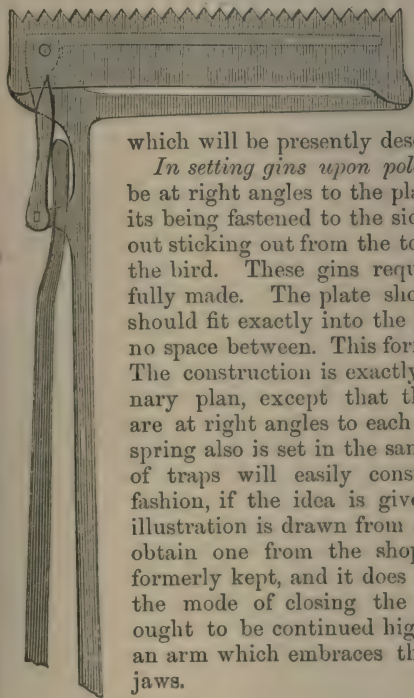 which will be presently des
In setting gins upon pol
be at right angles to the pla
its being fastened to the sid
out sticking out from the to
the bird. These gins requ
fully made. The plate sho
should fit exactly into the
no space between. This for
The construction is exactly
nary plan, except that th
are at right angles to each
spring also is set in the sam
of traps will easily cons
fashion, if the idea is give
illustration is drawn from
obtain one from the shop
formerly kept, and it does
the mode of closing the
ought to be continued hig
an arm which embraces th
jaws.